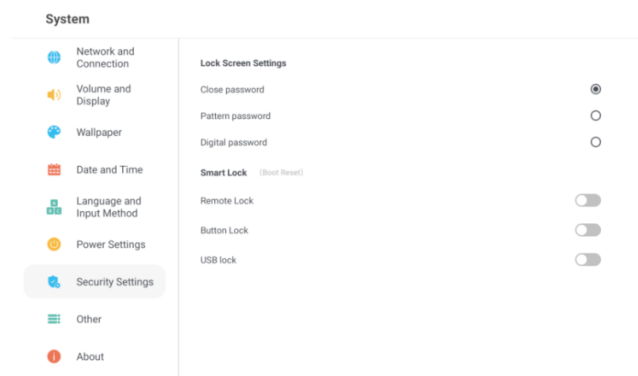 System
Network and
Connection
Volume and
Display
Wallpaper
Date and Time
Language and
Input Method
Power Settings
Security Settings
Other
About
Lock Screen Settings
Close password
Pattern password
Digital password
Smart Lock (Boot Reset)
Remote Lock
Button Lock
USB lock